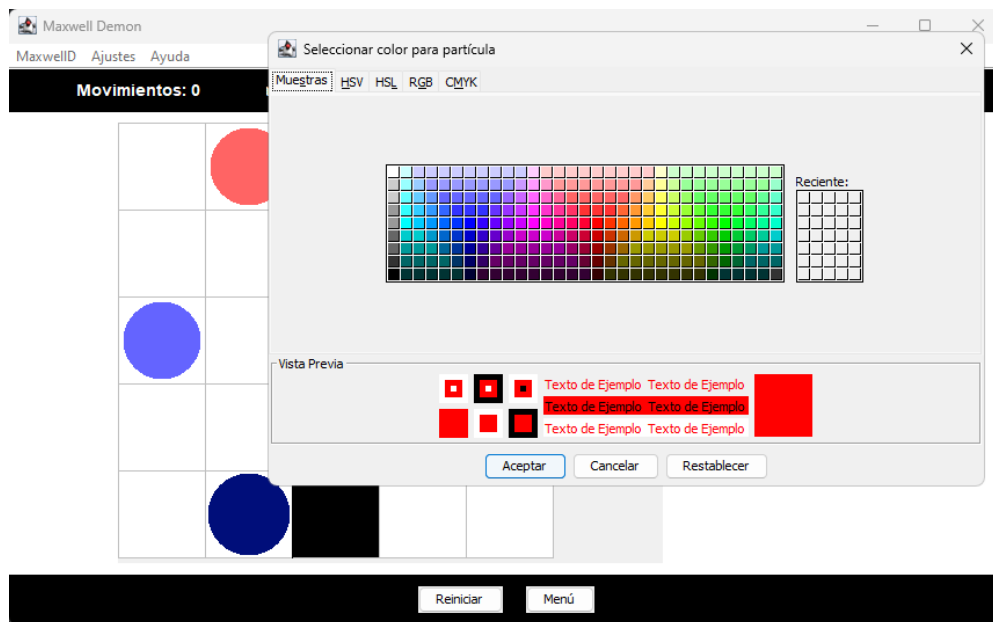 Maxwell Demon
MaxwellD Ajustes Ayuda
Movimientos: 0
Seleccionar color para partícula
Muestras HSV HSL RGB CMYK
Reciente:
Vista Previa
Texto de Ejemplo Texto de Ejemplo
Texto de Ejemplo Texto de Ejemplo
Texto de Ejemplo Texto de Ejemplo
Aceptar Cancelar Restablecer
Reiniciar Menú